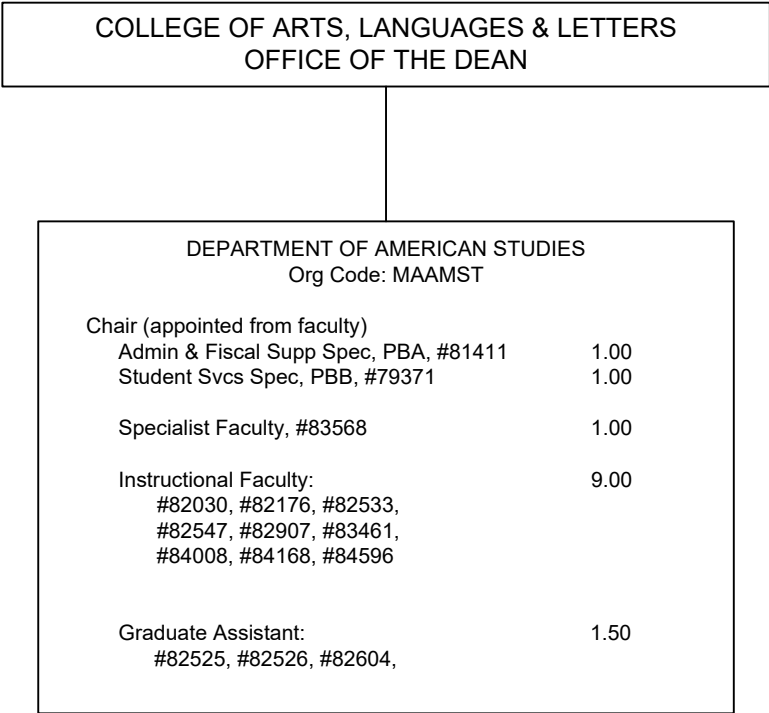 COLLEGE OF ARTS, LANGUAGES & LETTERS
OFFICE OF THE DEAN
DEPARTMENT OF AMERICAN STUDIES
Org Code: MAAMST
Chair (appointed from faculty)
Admin & Fiscal Supp Spec, PBA, #81411 1.00
Student Svcs Spec, PBB, #79371 1.00
Specialist Faculty, #83568 1.00
Instructional Faculty: 9.00
#82030, #82176, #82533,
#82547, #82907, #83461,
#84008, #84168, #84596
Graduate Assistant: 1.50
#82525, #82526, #82604,